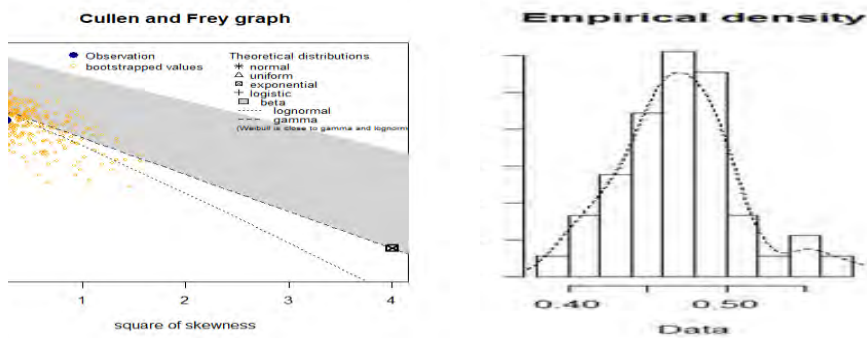 Cullen and Frey graph
Observation
bootstrapped values
Theoretical distributions
normal
uniform
exponential
logistic
beta
lognormal
gamma
(Weibull is close to gamma and lognorm
1 2 3 4
square of skewness
Empirical density
0.40 0.50
Data